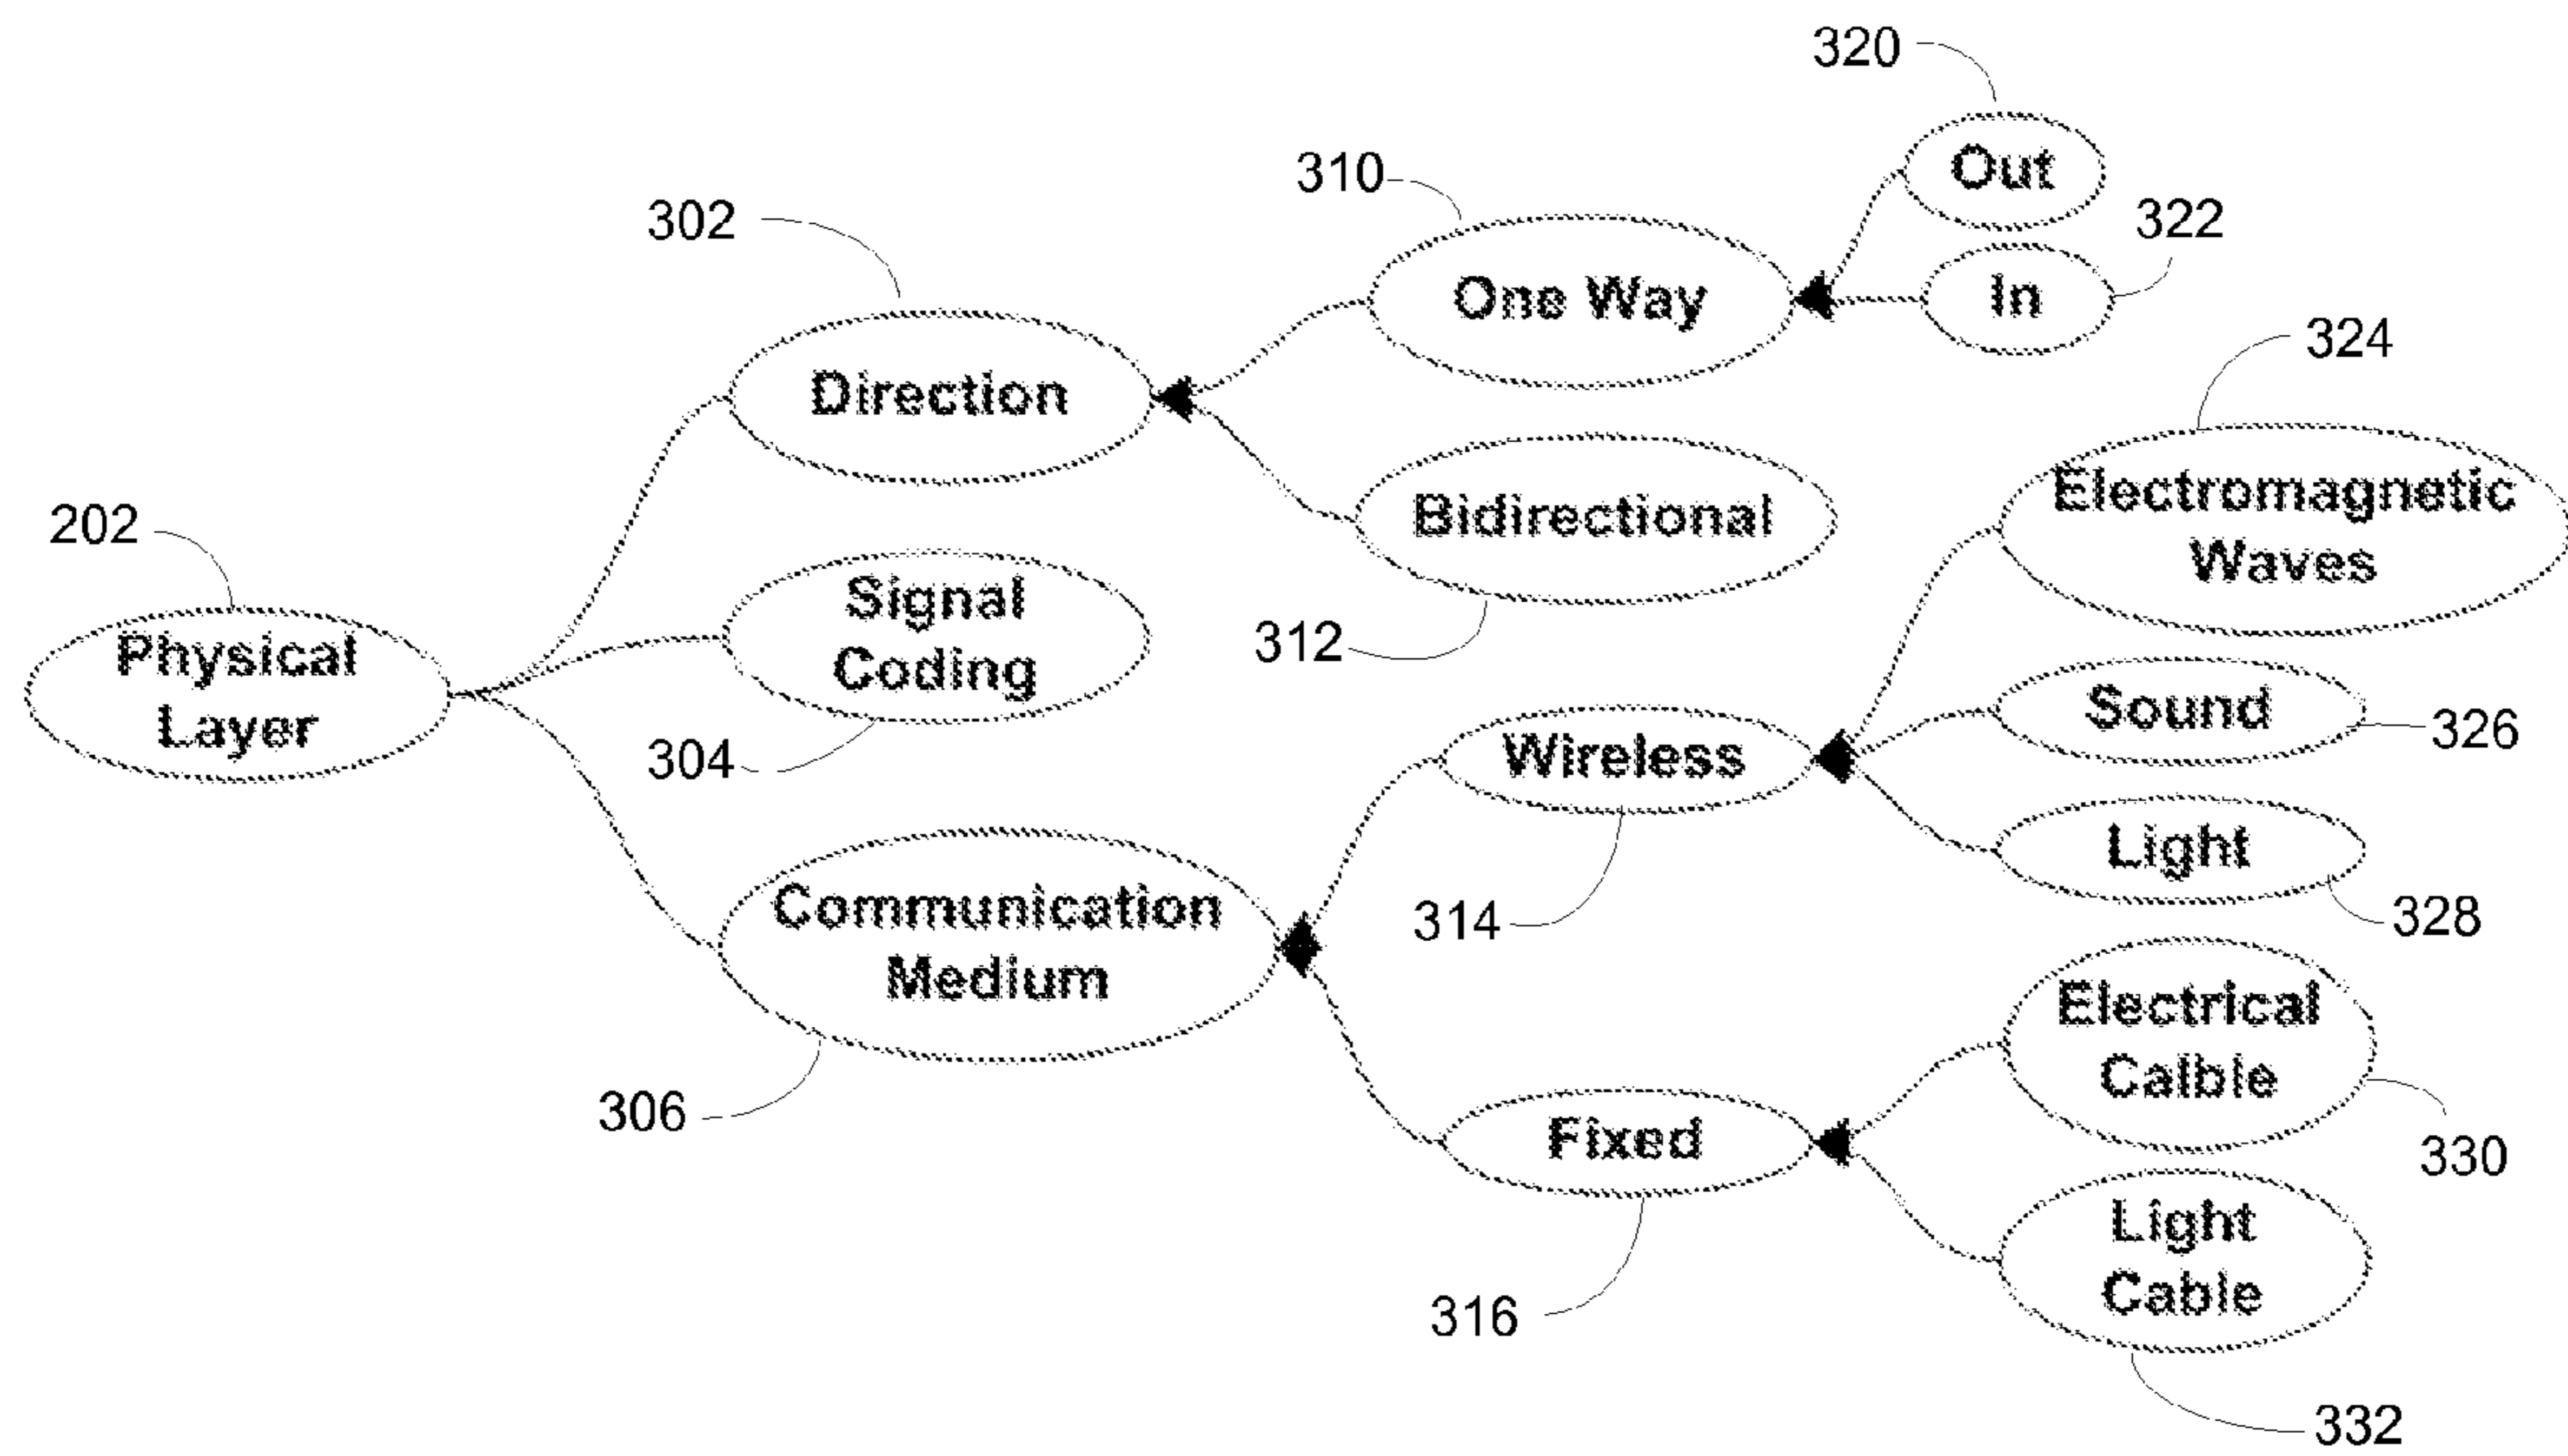 320
Out
310
322
302
One Way
In
324
Direction
Electromagnetic
Waves
Bidirectional
202
Signal
Coding
312
Physical
Layer
Sound
326
304
Wireless
Light
314
328
Communication
Medium
Electrical
Calble
306
Fixed
330
Light
Cable
316
332